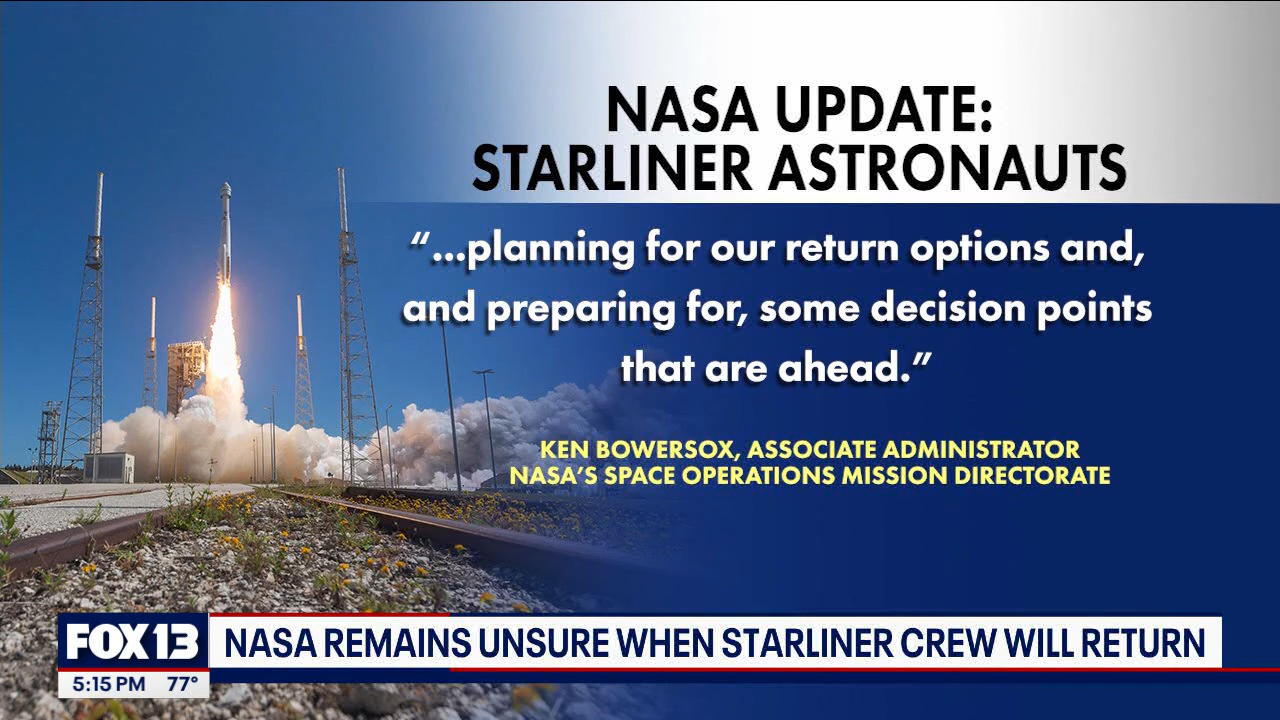 NASA UPDATE:
STARLINER ASTRONAUTS
“...planning for our return options and,
and preparing for, some decision points
that are ahead.”
KEN BOWERSOX, ASSOCIATE ADMINISTRATOR
NASA’S SPACE OPERATIONS MISSION DIRECTORATE
FOX 13
NASA REMAINS UNSURE WHEN STARLINER CREW WILL RETURN
5:15 PM 77°